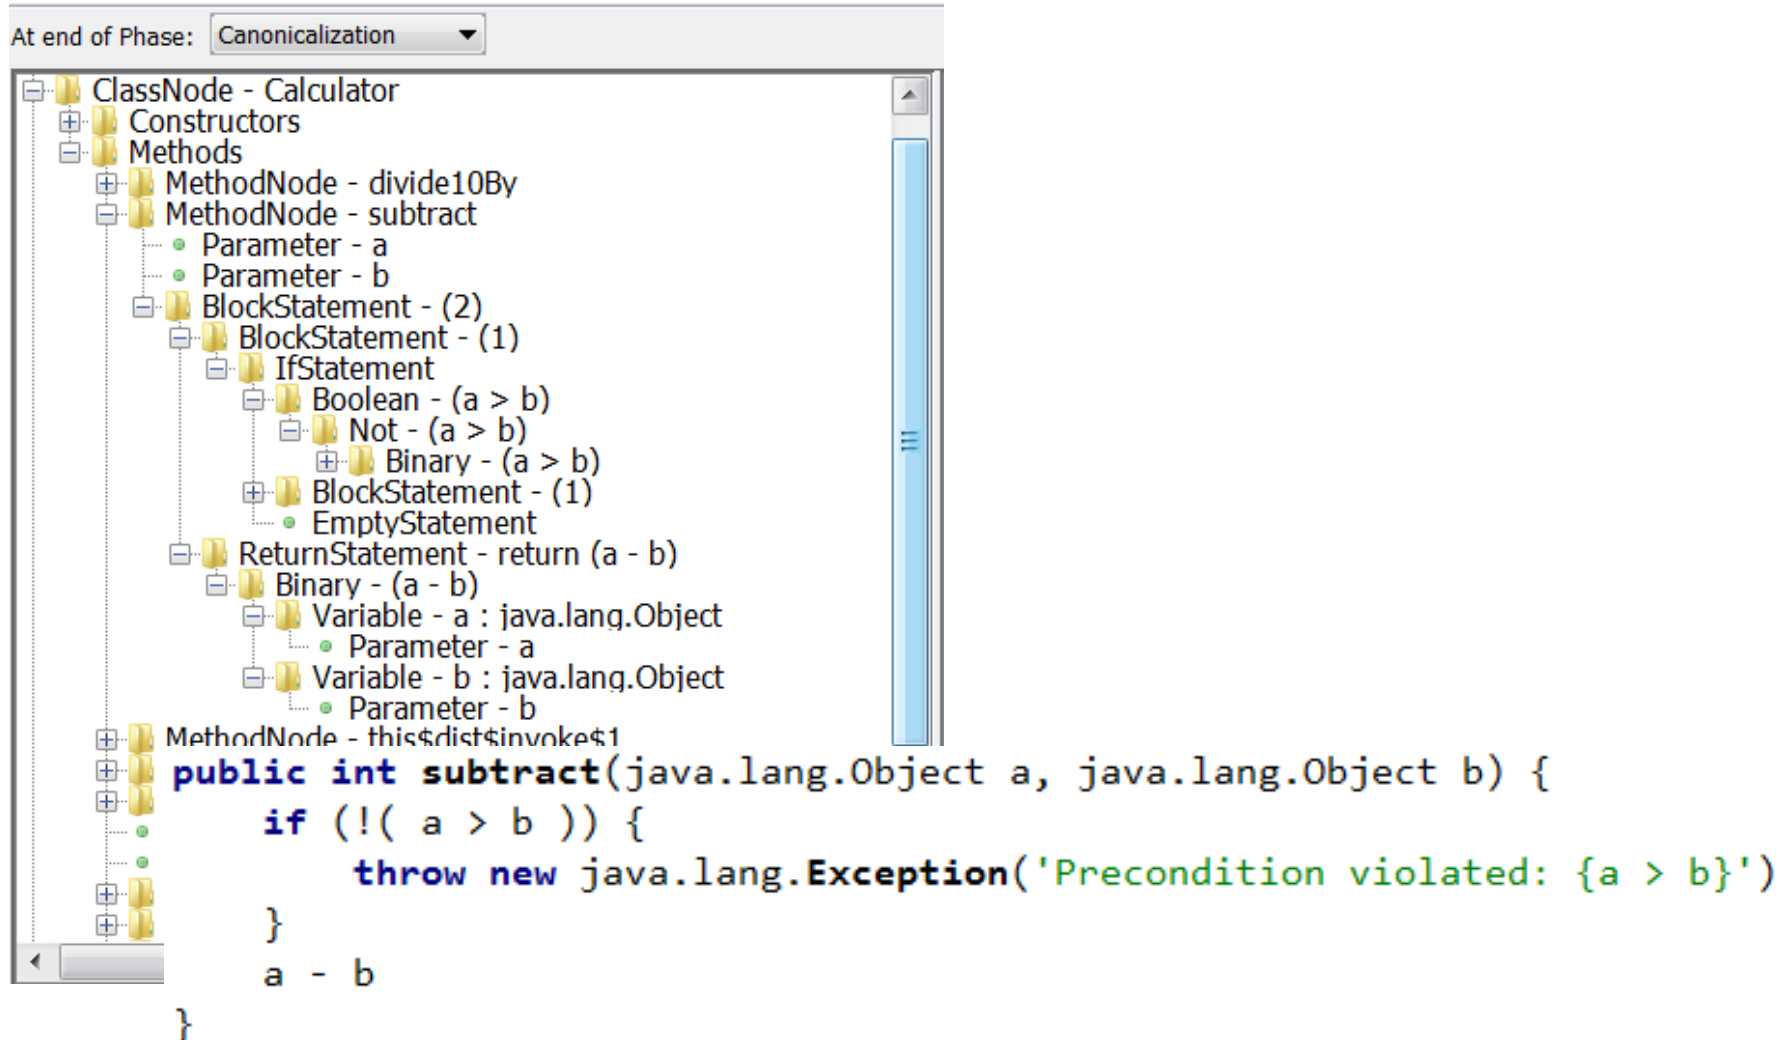 At end of Phase: Canonicalization
ClassNode - Calculator
Constructors
Methods
MethodNode - divide10By
MethodNode - subtract
Parameter - a
Parameter - b
BlockStatement - (2)
BlockStatement - (1)
IfStatement
Boolean - (a > b)
Not - (a > b)
Binary - (a > b)
BlockStatement - (1)
EmptyStatement
ReturnStatement - return (a - b)
Binary - (a - b)
Variable - a : java.lang.Object
Parameter - a
Variable - b : java.lang.Object
Parameter - b
MethodNode - this$dist$invoke$1
public int subtract(java.lang.Object a, java.lang.Object b) {
if (!( a > b )) {
throw new java.lang.Exception('Precondition violated: {a > b}')
}
a - b
}